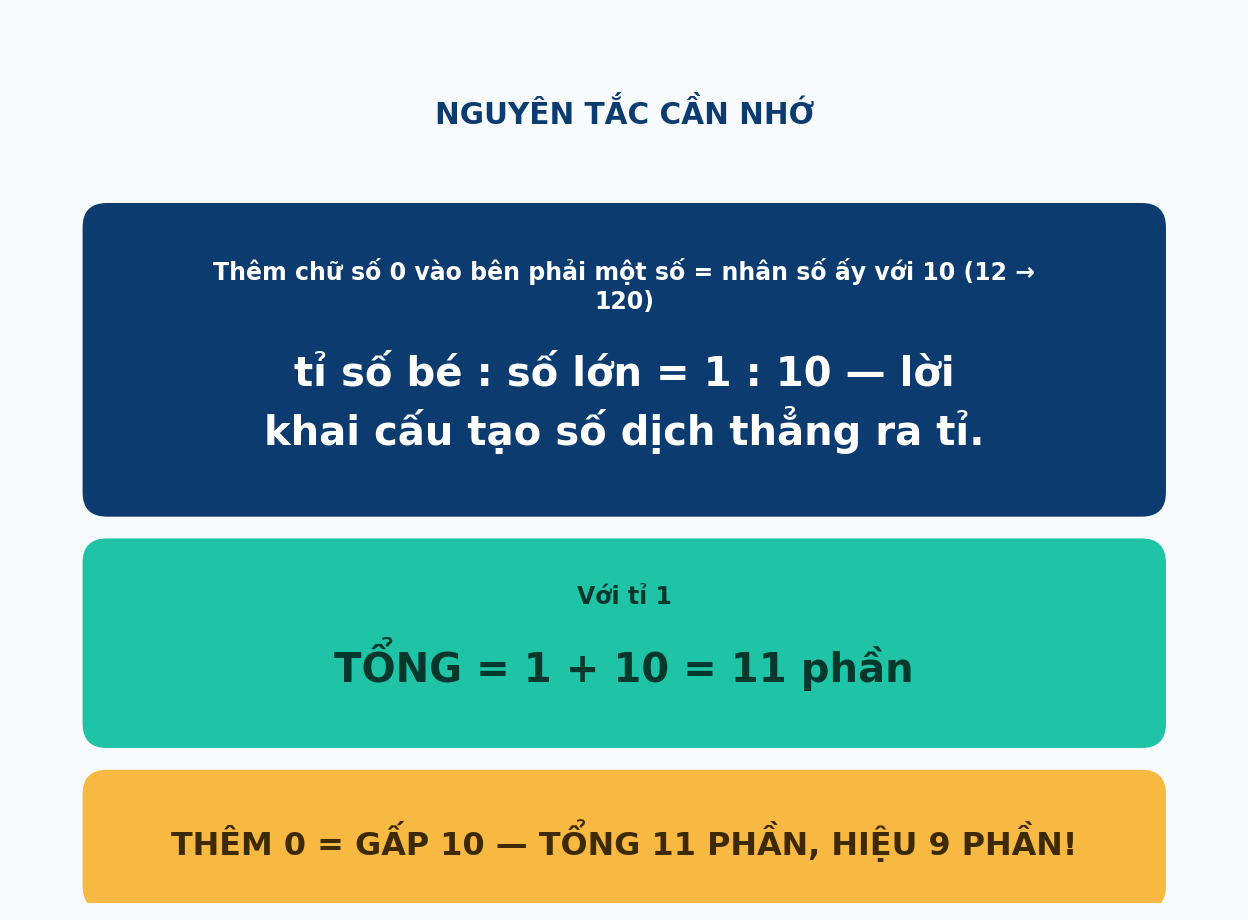 NGUYÊN TẮC CẦN NHỚ
Thêm chữ số 0 vào bên phải một số = nhân số ấy với 10 (12 →
120)
tỉ số bé : số lớn = 1 : 10 — lời
khai cấu tạo số dịch thẳng ra tỉ.
Với tỉ 1
TỔNG = 1 + 10 = 11 phần
THÊM 0 = GẤP 10 — TỔNG 11 PHẦN, HIỆU 9 PHẦN!